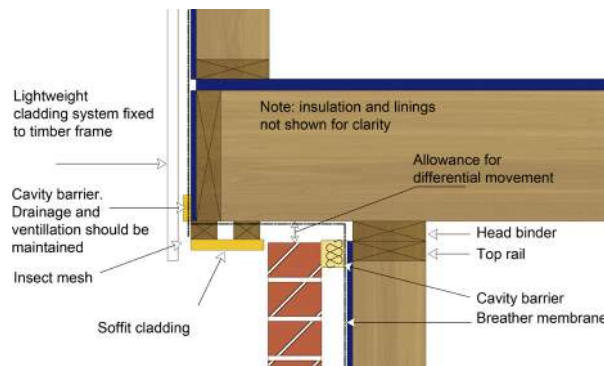 Lightweight
cladding system fixed
to timber frame
Note: insulation and linings
not shown for clarity
Allowance for
differential movement
Cavity barrier.
Drainage and
ventillation should be
maintained
Insect mesh
Soffit cladding
Head binder
Top rail
Cavity barrier
Breather membrane